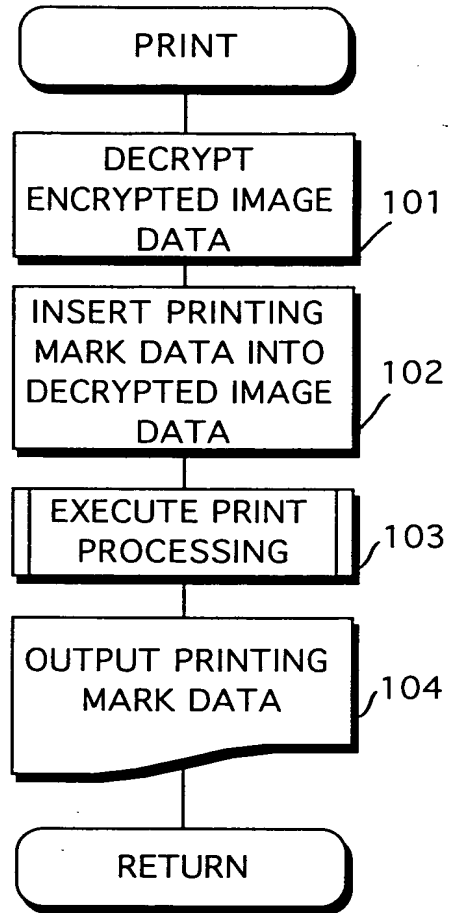 PRINT
DECRYPT
ENCRYPTED IMAGE
DATA
101
INSERT PRINTING
MARK DATA INTO
DECRYPTED IMAGE
DATA
102
EXECUTE PRINT
PROCESSING
103
OUTPUT PRINTING
MARK DATA
104
RETURN